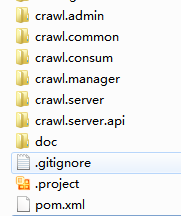 crawl.admin
crawl.common
crawl.consum
crawl.manager
crawl.server
crawl.server.api
doc
.gitignore
.project
pom.xml